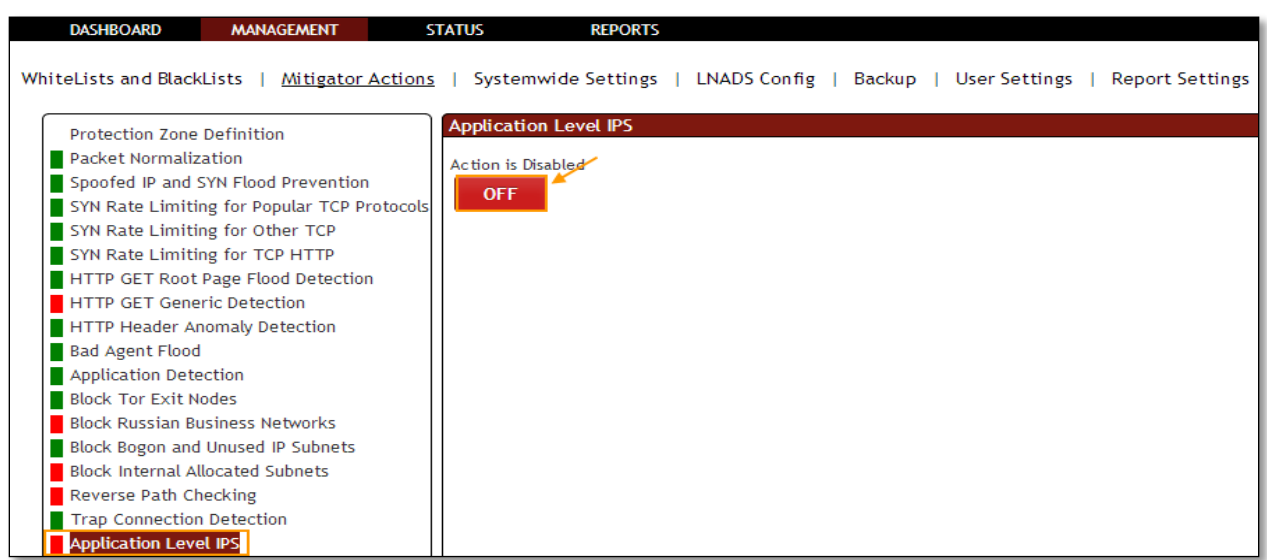 DASHBOARD MANAGEMENT STATUS REPORTS
WhiteLists and BlackLists | Mitigator Actions | Systemwide Settings | LNADS Config | Backup | User Settings | Report Settings
Protection Zone Definition
Packet Normalization
Spoofed IP and SYN Flood Prevention
SYN Rate Limiting for Popular TCP Protocols
SYN Rate Limiting for Other TCP
SYN Rate Limiting for TCP HTTP
HTTP GET Root Page Flood Detection
HTTP GET Generic Detection
HTTP Header Anomaly Detection
Bad Agent Flood
Application Detection
Block Tor Exit Nodes
Block Russian Business Networks
Block Bogon and Unused IP Subnets
Block Internal Allocated Subnets
Reverse Path Checking
Trap Connection Detection
Application Level IPS
Application Level IPS
Action is Disabled
OFF